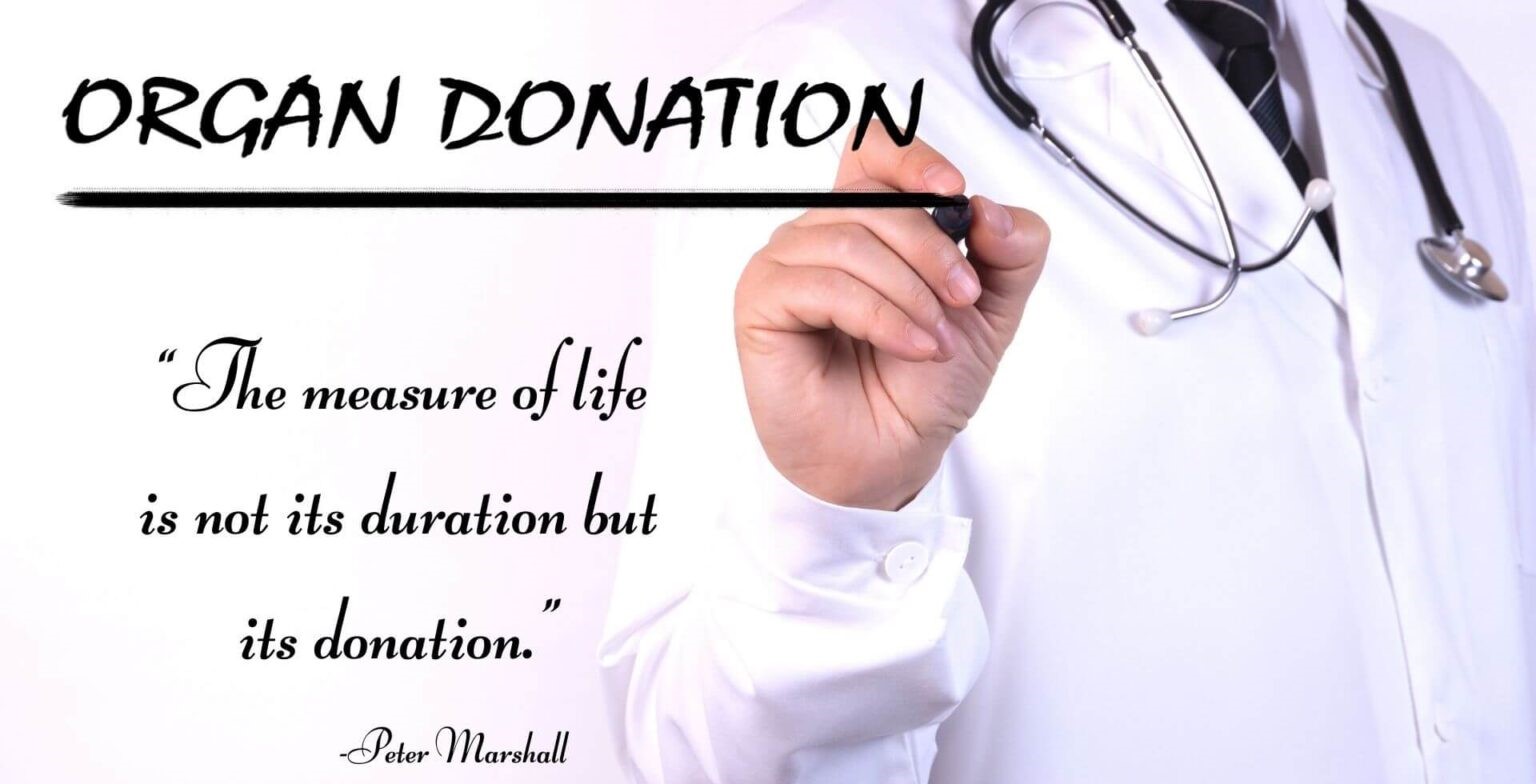 ORGAN DONATION
“The measure of life
is not its duration but
its donation.”
-Peter Marshall